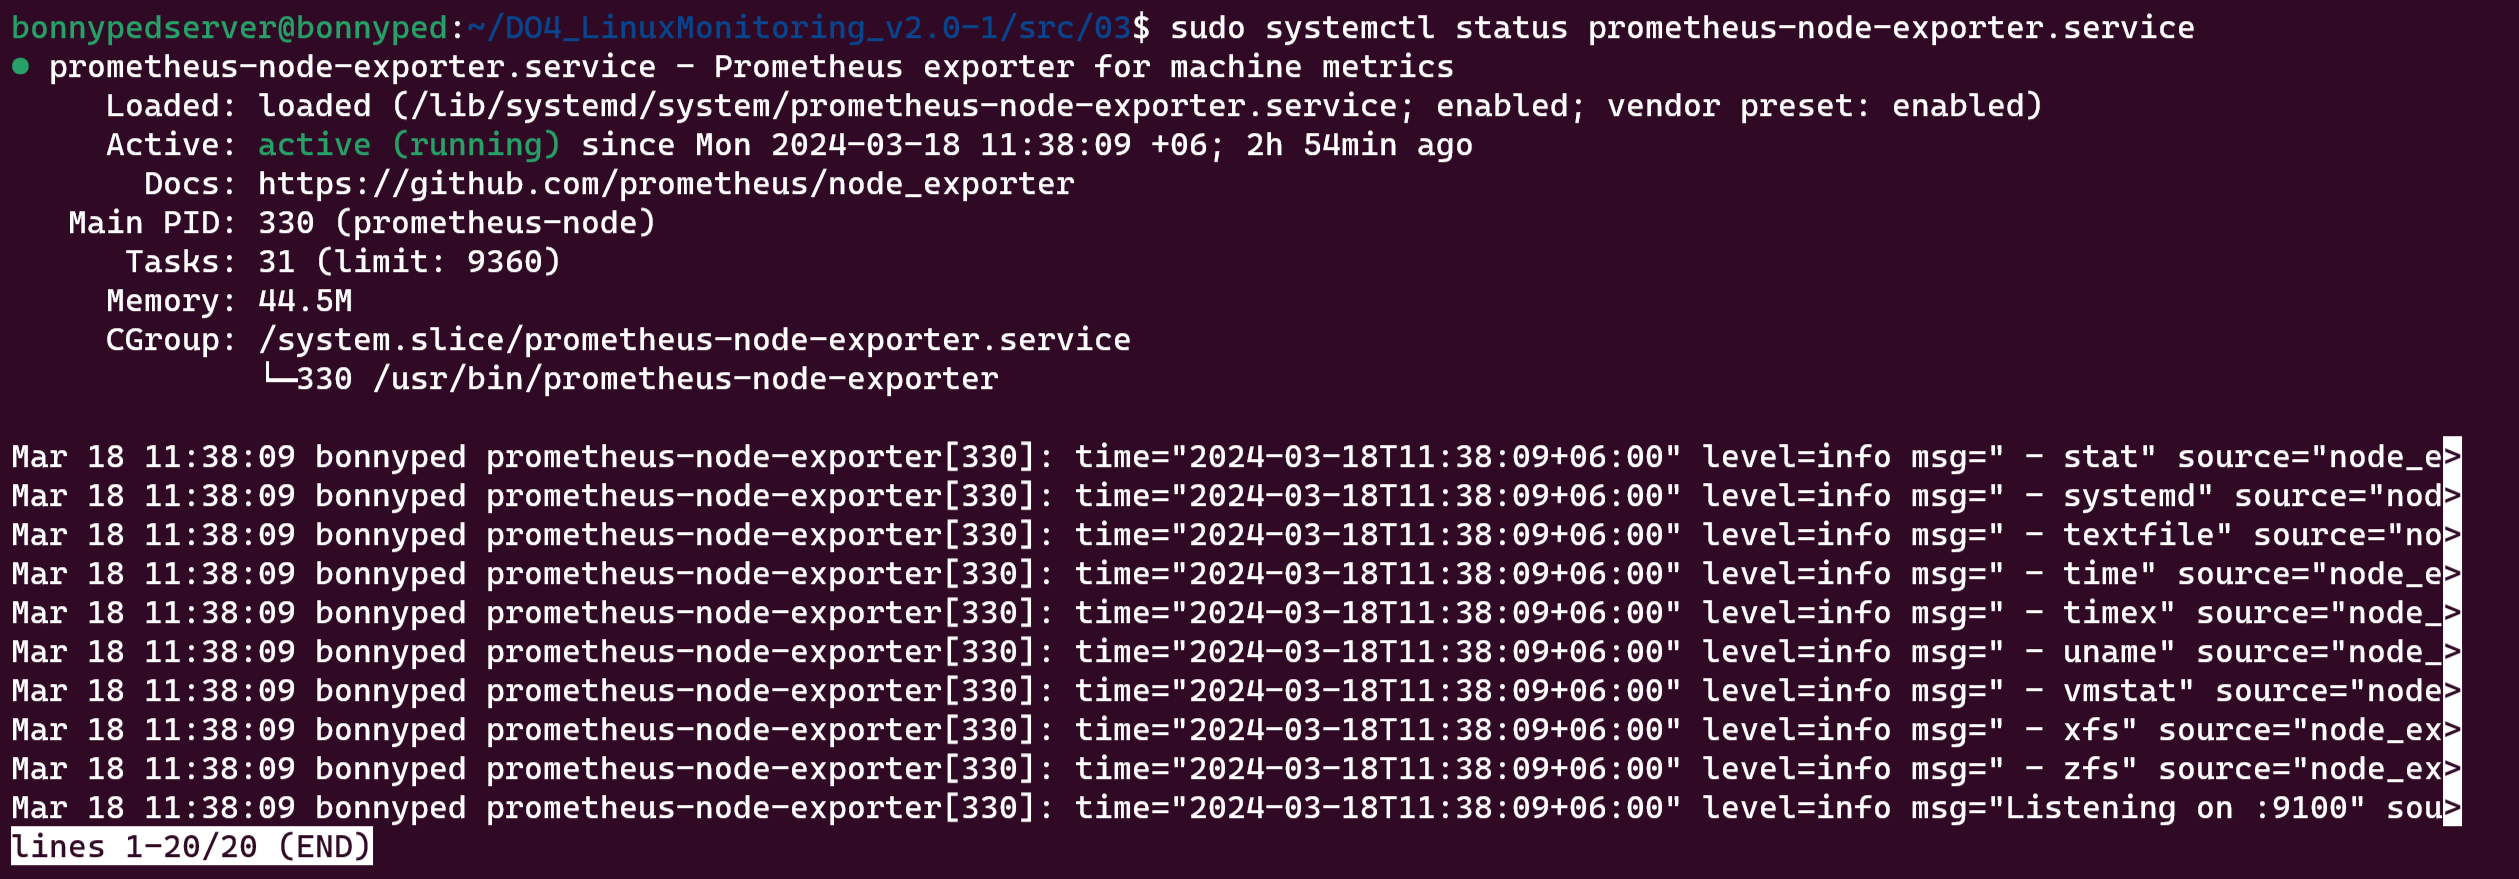 bonnypedserver@bonnyped:~/DO4_LinuxMonitoring_v2.0-1/src/03$ sudo systemctl status prometheus-node-exporter.service
● prometheus-node-exporter.service - Prometheus exporter for machine metrics
     Loaded: loaded (/lib/systemd/system/prometheus-node-exporter.service; enabled; vendor preset: enabled)
     Active: active (running) since Mon 2024-03-18 11:38:09 +06; 2h 54min ago
       Docs: https://github.com/prometheus/node_exporter
   Main PID: 330 (prometheus-node)
      Tasks: 31 (limit: 9360)
     Memory: 44.5M
     CGroup: /system.slice/prometheus-node-exporter.service
             └─330 /usr/bin/prometheus-node-exporter

Mar 18 11:38:09 bonnyped prometheus-node-exporter[330]: time="2024-03-18T11:38:09+06:00" level=info msg=" - stat" source="node_e>
Mar 18 11:38:09 bonnyped prometheus-node-exporter[330]: time="2024-03-18T11:38:09+06:00" level=info msg=" - systemd" source="nod>
Mar 18 11:38:09 bonnyped prometheus-node-exporter[330]: time="2024-03-18T11:38:09+06:00" level=info msg=" - textfile" source="no>
Mar 18 11:38:09 bonnyped prometheus-node-exporter[330]: time="2024-03-18T11:38:09+06:00" level=info msg=" - time" source="node_e>
Mar 18 11:38:09 bonnyped prometheus-node-exporter[330]: time="2024-03-18T11:38:09+06:00" level=info msg=" - timex" source="node_>
Mar 18 11:38:09 bonnyped prometheus-node-exporter[330]: time="2024-03-18T11:38:09+06:00" level=info msg=" - uname" source="node_>
Mar 18 11:38:09 bonnyped prometheus-node-exporter[330]: time="2024-03-18T11:38:09+06:00" level=info msg=" - vmstat" source="node>
Mar 18 11:38:09 bonnyped prometheus-node-exporter[330]: time="2024-03-18T11:38:09+06:00" level=info msg=" - xfs" source="node_ex>
Mar 18 11:38:09 bonnyped prometheus-node-exporter[330]: time="2024-03-18T11:38:09+06:00" level=info msg=" - zfs" source="node_ex>
Mar 18 11:38:09 bonnyped prometheus-node-exporter[330]: time="2024-03-18T11:38:09+06:00" level=info msg="Listening on :9100" sou>
lines 1-20/20 (END)